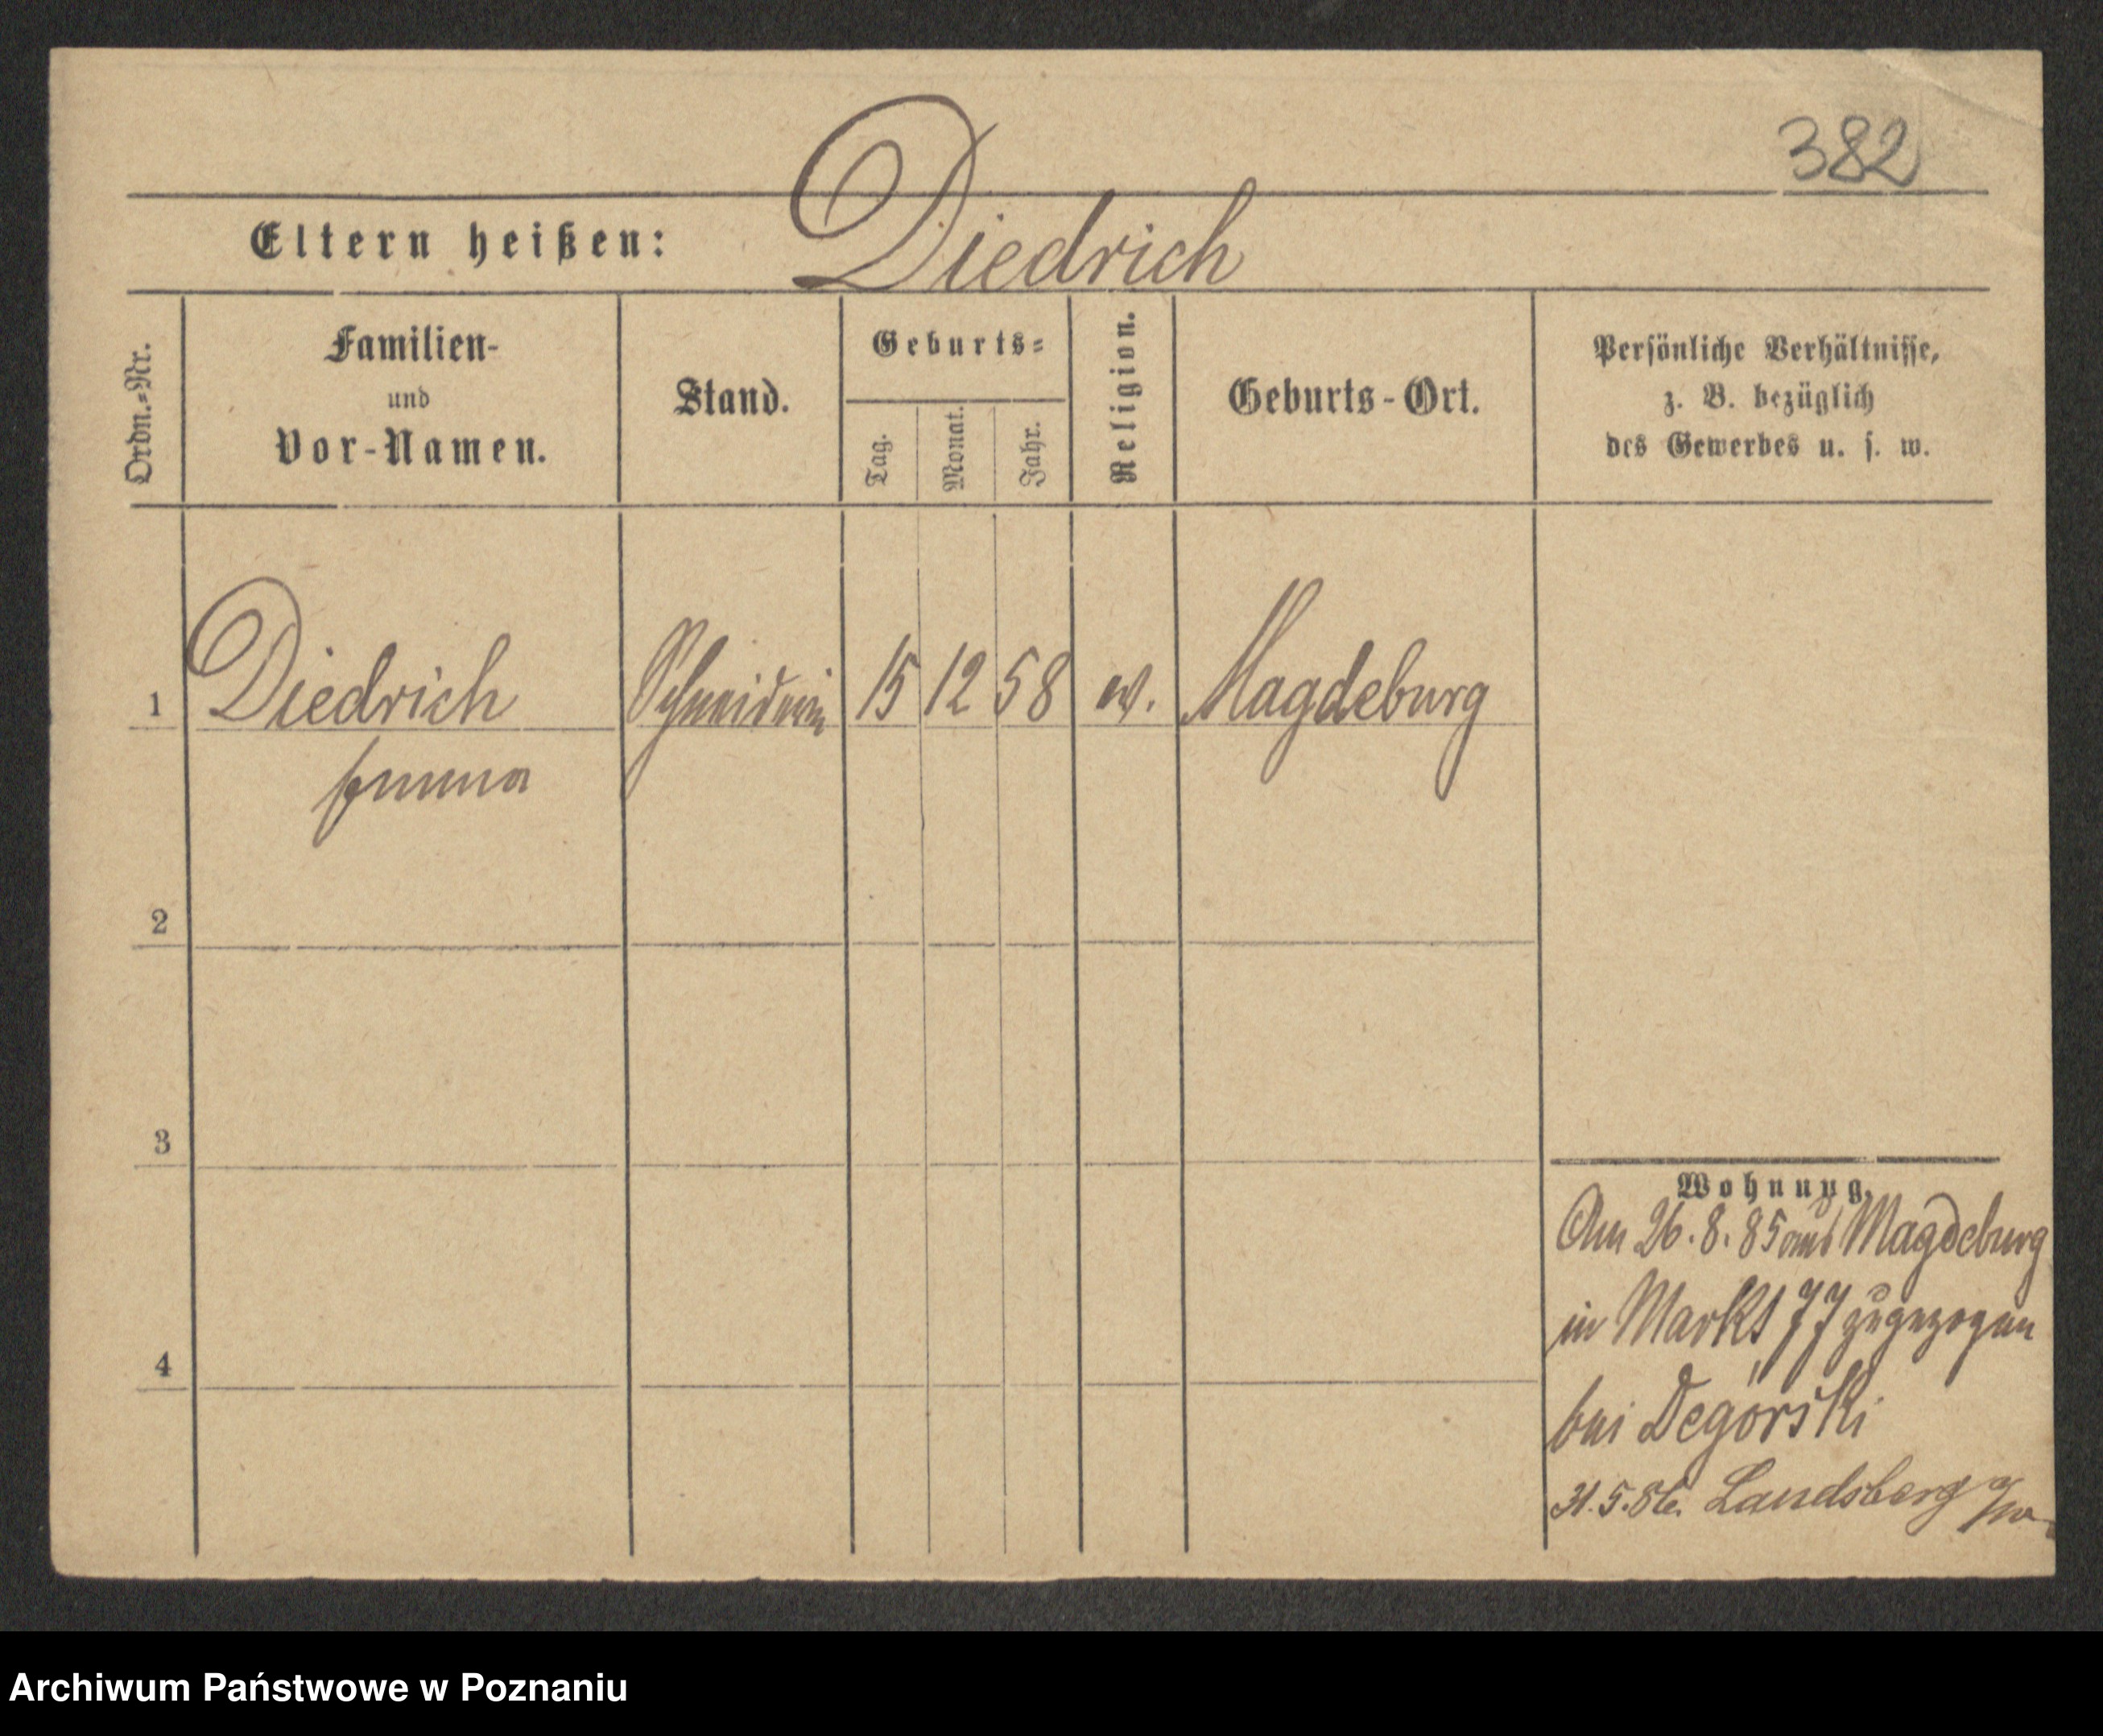 382
Eltern heißen: Diedrich
Ordn.-Nr.
Familien-
und
Vor-Namen.
Stand.
Geburts-
Tag.
Monat.
Jahr.
Religion.
Geburts-Ort.
Persönliche Verhältnisse,
z. B. bezüglich
des Gewerbes u. s. w.
1 Diedrich Schneiderin 15 12 58 ev. Magdeburg
Emma
2
3
4
Wohnung.
Am 26.8.85 aus Magdeburg
in Markt 77 zugezogen
bei Degórski
31.5.86. Landsberg
Archiwum Państwowe w Poznaniu